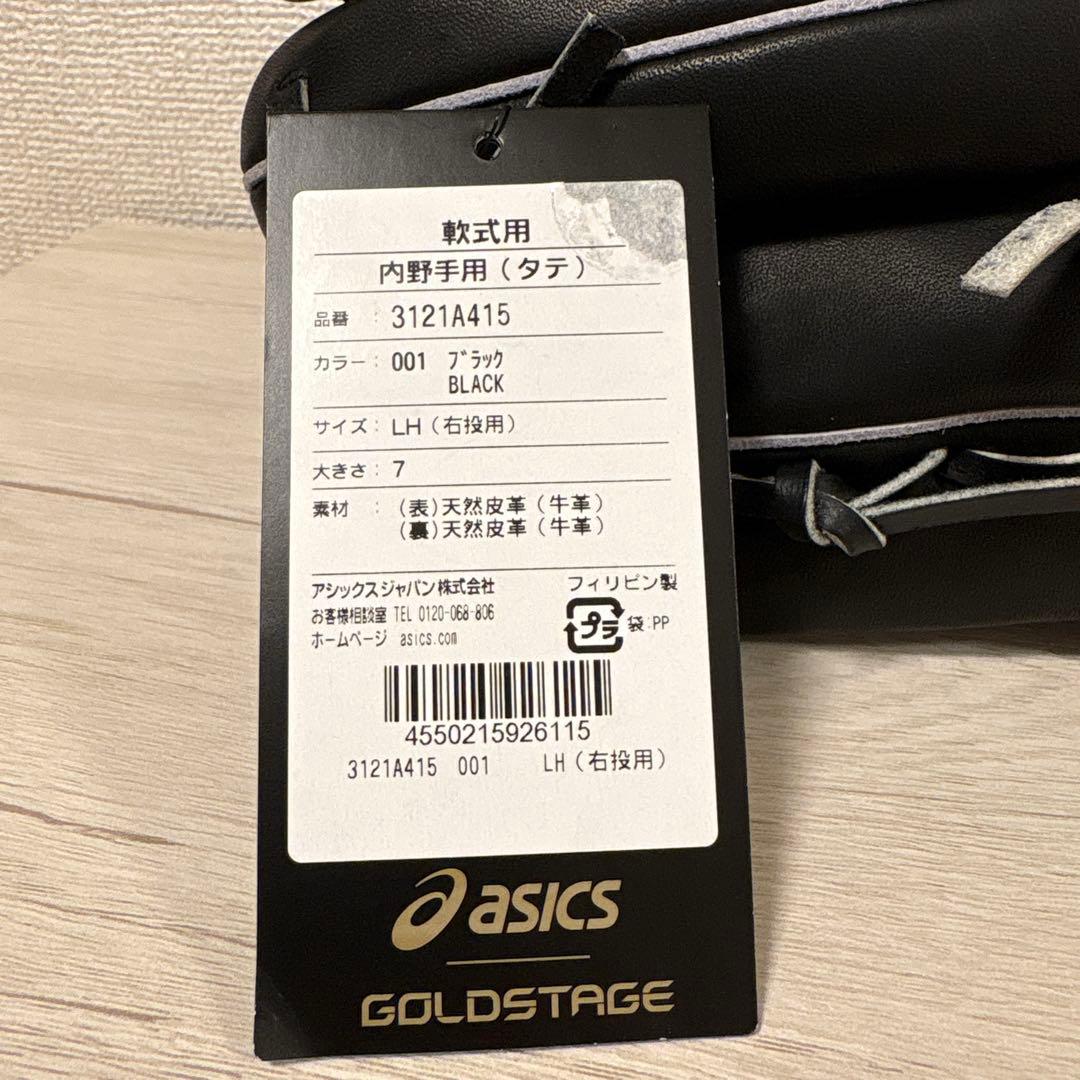 軟式用
内野手用(タテ)
品番 : 3121A415
カラー: 001 ブラック
BLACK
サイズ: LH(右投用)
大きさ: 7
素材 : (表)天然皮革(牛革)
(裏)天然皮革(牛革)
アシックスジャパン株式会社 フィリピン製
お客様相談室 TEL 0120-068-806
ホームページ asics.com
プラ 袋:PP
4550215926115
3121A415 001 LH(右投用)
asics
GOLDSTAGE